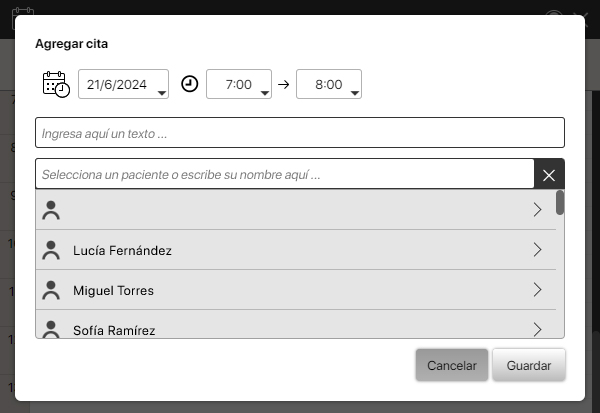 Agregar cita
21/6/2024 7:00 → 8:00
Ingresa aquí un texto ...
Selecciona un paciente o escribe su nombre aquí ...
Lucía Fernández
Miguel Torres
Sofía Ramírez
Cancelar Guardar